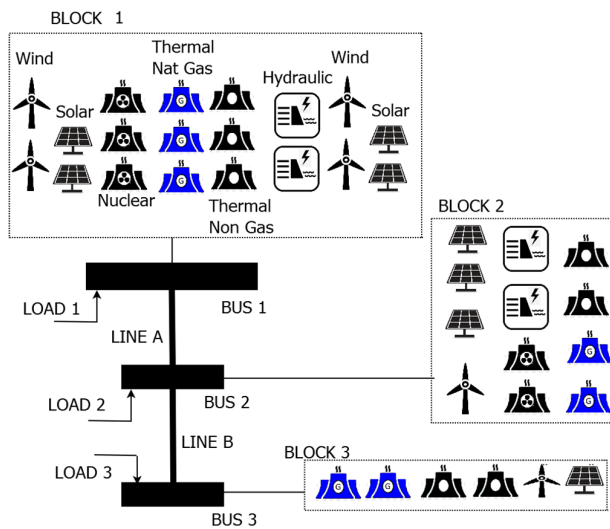 BLOCK 1
Wind
Thermal
Nat Gas
Hydraulic
Wind
Solar
Solar
G
G
G
Nuclear
Thermal
Non Gas
BLOCK 2
LOAD 1
BUS 1
LINE A
G
G
LOAD 2
BUS 2
LINE B
LOAD 3
BLOCK 3
G
G
BUS 3